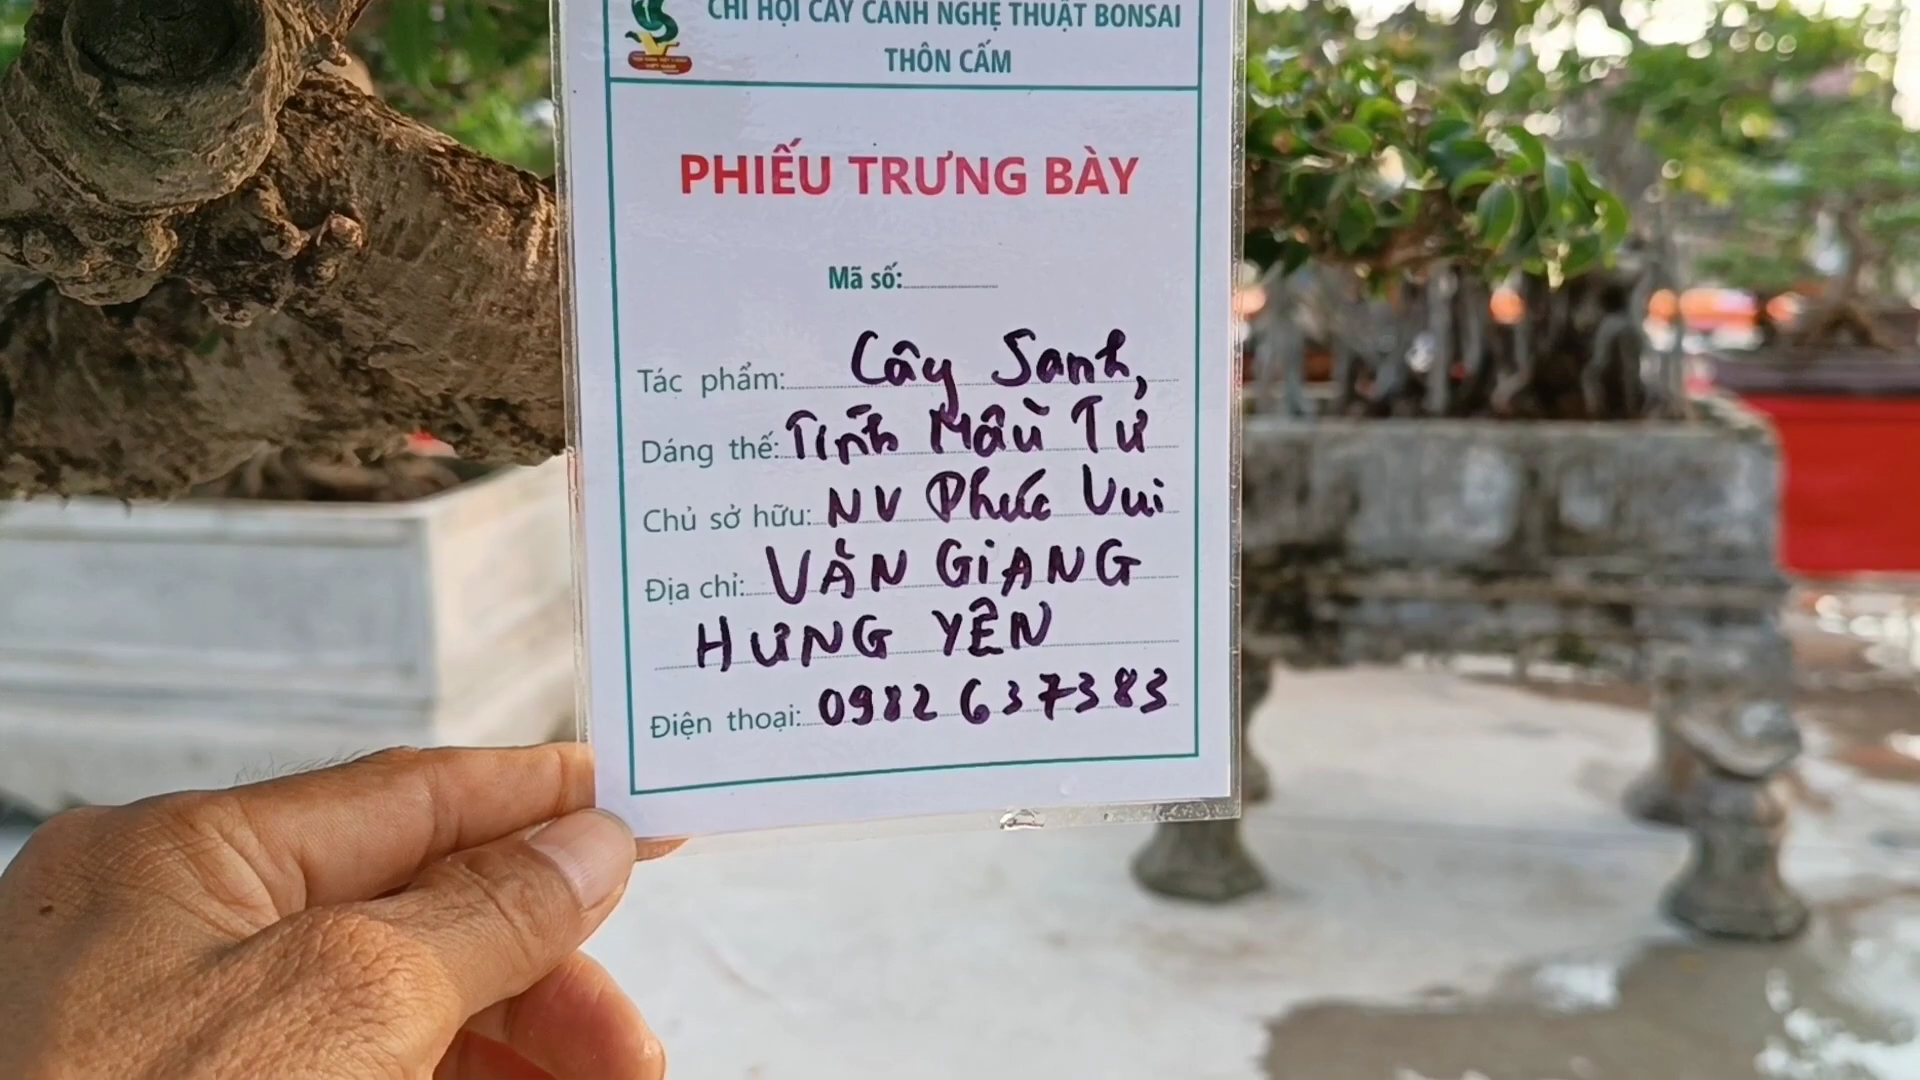 CHI HỘI CÂY CẢNH NGHỆ THUẬT BONSAI
THÔN CẤM
PHIẾU TRƯNG BÀY
Mã số:
Tác phẩm: Cây Sanh,
Dáng thế: Tình Mẫu Tử
Chủ sở hữu: NV Phúc Vui
Địa chỉ: VĂN GIANG
HƯNG YÊN
Điện thoại: 0982 637383